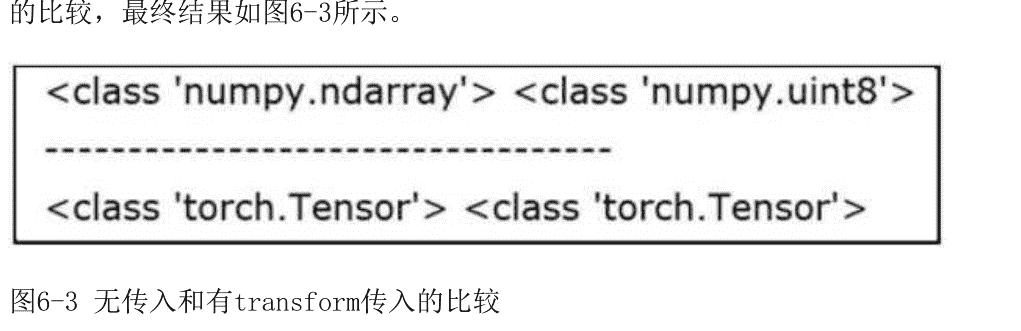 的比较，最终结果如图6-3所示。
<class 'numpy.ndarray'> <class 'numpy.uint8'>
----------------------------------
<class 'torch.Tensor'> <class 'torch.Tensor'>
图6-3 无传入和有transform传入的比较